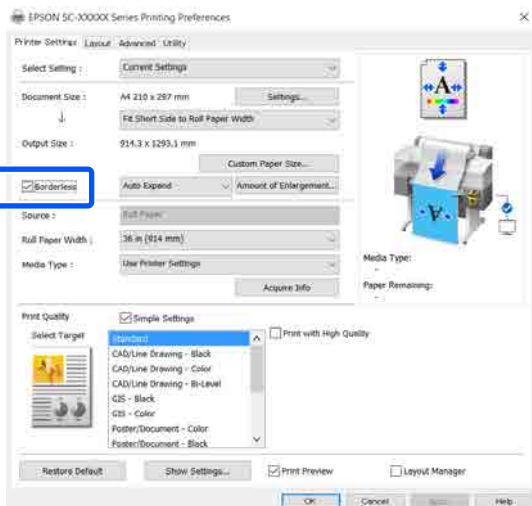 EPSON SC-XXXXX Series Printing Preferences
Printer Settings Layout Advanced Utility
Select Setting : Current Settings
Document Size : A4 210 x 297 mm Settings...
Fit Short Side to Roll Paper Width
Output Size : 914.3 x 1293.1 mm
Custom Paper Size...
Borderless Auto Expand Amount of Enlargement...
Source : Roll Paper
Roll Paper Width : 36 in (914 mm)
Media Type : Use Printer Settings
Acquire Info
Media Type:
-
Paper Remaining:
-
Print Quality Simple Settings
Select Target
Standard
CAD/Line Drawing - Black
CAD/Line Drawing - Color
CAD/Line Drawing - Bi-Level
GIS - Black
GIS - Color
Poster/Document - Color
Poster/Document - Black
Print with High Quality
Restore Default Show Settings... Print Preview Layout Manager
OK Cancel Help